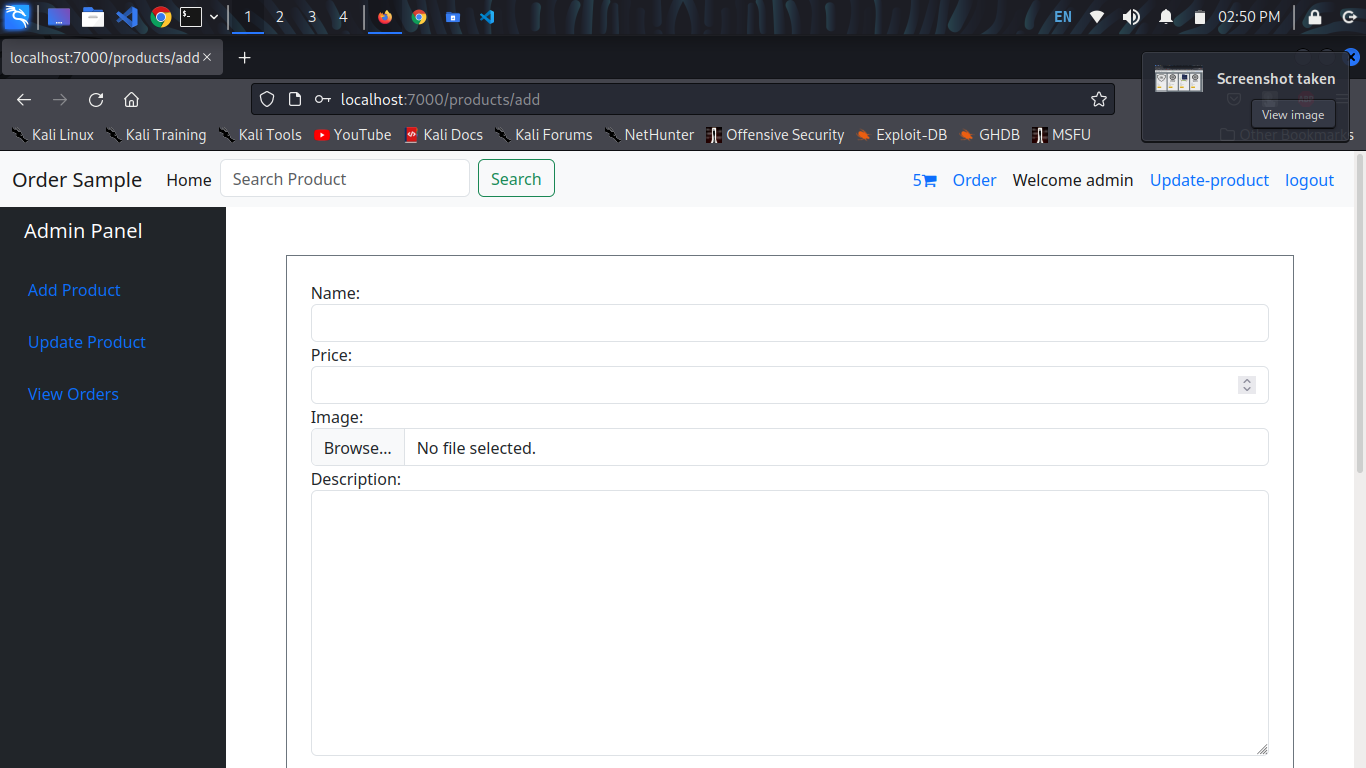 1 2 3 4 EN 02:50 PM
localhost:7000/products/add
Screenshot taken
View image
localhost:7000/products/add
Kali Linux Kali Training Kali Tools YouTube Kali Docs Kali Forums NetHunter Offensive Security Exploit-DB GHDB MSFU Other Bookmarks
Order Sample Home Search Product Search 5 Order Welcome admin Update-product logout
Admin Panel
Add Product
Update Product
View Orders
Name:
Price:
Image:
Browse... No file selected.
Description: